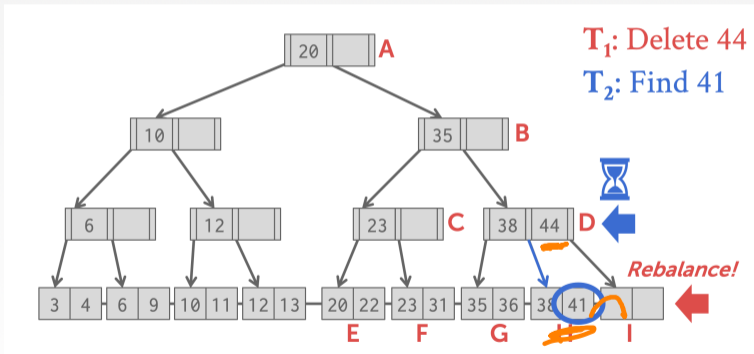 T₁: Delete 44
T₂: Find 41
20 A
10 35 B
6 12 23 C 38 44 D
Rebalance!
3 4 6 9 10 11 12 13 20 22 23 31 35 36 38 41
E F G H I